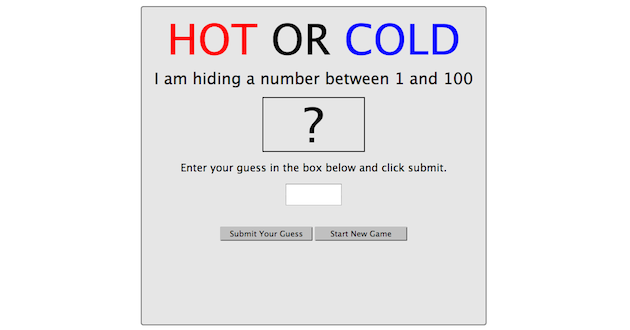 HOT OR COLD
I am hiding a number between 1 and 100
?
Enter your guess in the box below and click submit.
Submit Your Guess Start New Game